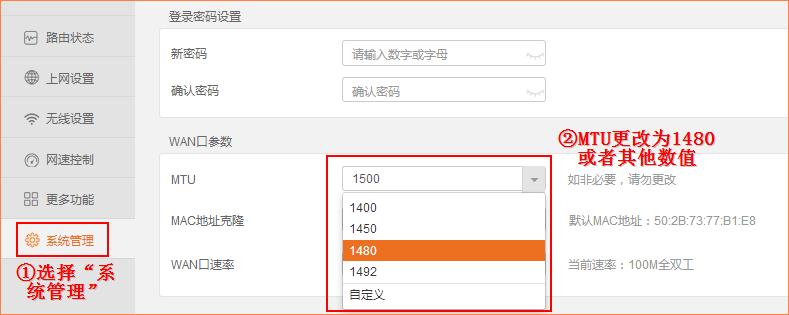 登录密码设置
路由状态
新密码
请输入数字或字母
上网设置
确认密码
确认密码
无线设置
WAN口参数
②MTU更改为1480
或者其他数值
网速控制
MTU
1500
如非必要，请勿更改
更多功能
1400
MAC地址克隆
默认MAC地址：50:2B:73:77:B1:E8
1450
系统管理
1480
①选择“系
统管理”
WAN口速率
1492
当前速率：100M全双工
自定义